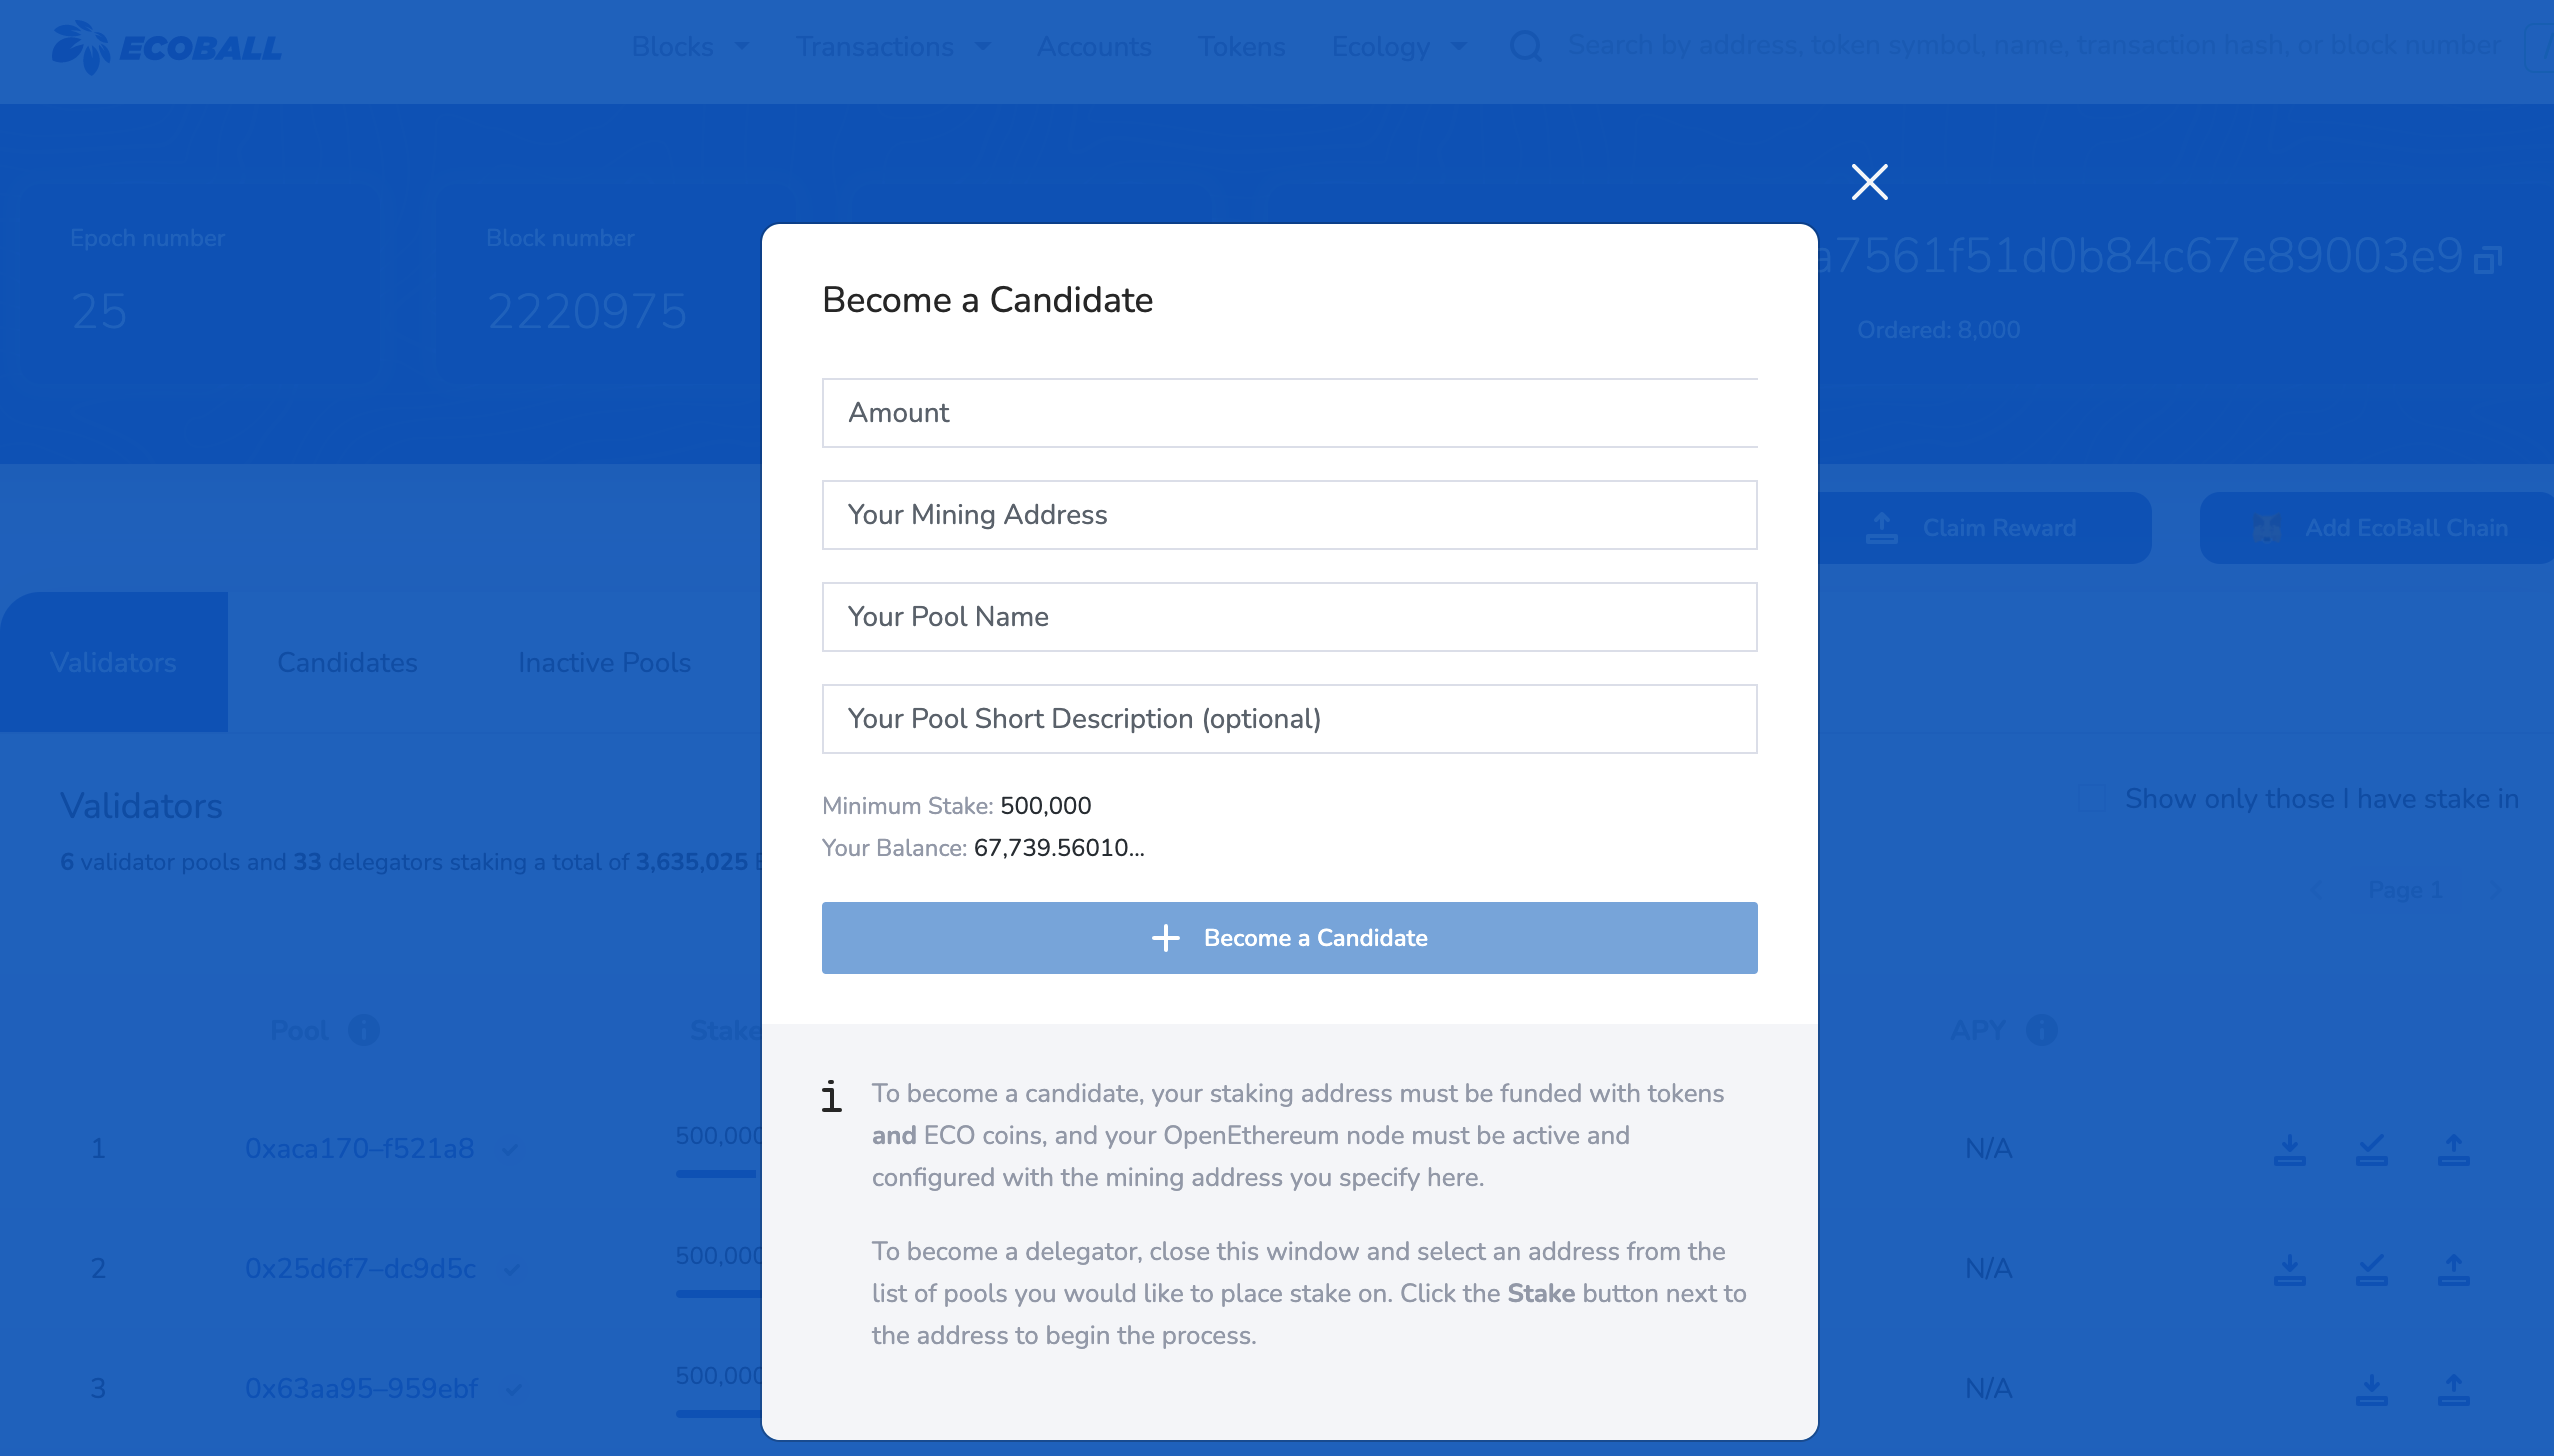 ECOBALL
Blocks Transactions Accounts Tokens Ecology Search by address, token symbol, name, transaction hash, or block number
Epoch number
25
Block number
2220975
a7561f51d0b84c67e89003e9
Ordered: 8,000
Claim Reward
Add EcoBall Chain
Validators Candidates Inactive Pools
Validators
6 validator pools and 33 delegators staking a total of 3,635,025
Show only those I have stake in
Page 1
Pool Stake APY
1 0xaca170–f521a8 500,000 N/A
2 0x25d6f7–dc9d5c 500,000 N/A
3 0x63aa95–959ebf 500,000 N/A
Become a Candidate
Amount
Your Mining Address
Your Pool Name
Your Pool Short Description (optional)
Minimum Stake: 500,000
Your Balance: 67,739.56010...
Become a Candidate
To become a candidate, your staking address must be funded with tokens
and ECO coins, and your OpenEthereum node must be active and
configured with the mining address you specify here.
To become a delegator, close this window and select an address from the
list of pools you would like to place stake on. Click the Stake button next to
the address to begin the process.